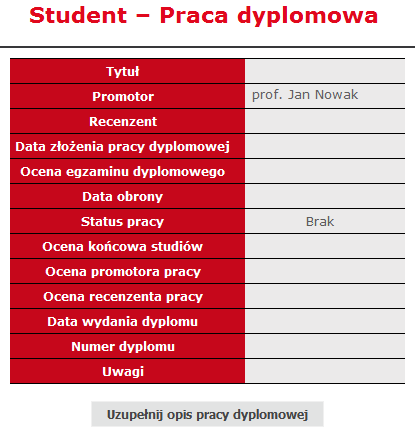 Student – Praca dyplomowa
Tytuł
Promotor prof. Jan Nowak
Recenzent
Data złożenia pracy dyplomowej
Ocena egzaminu dyplomowego
Data obrony
Status pracy Brak
Ocena końcowa studiów
Ocena promotora pracy
Ocena recenzenta pracy
Data wydania dyplomu
Numer dyplomu
Uwagi
Uzupełnij opis pracy dyplomowej